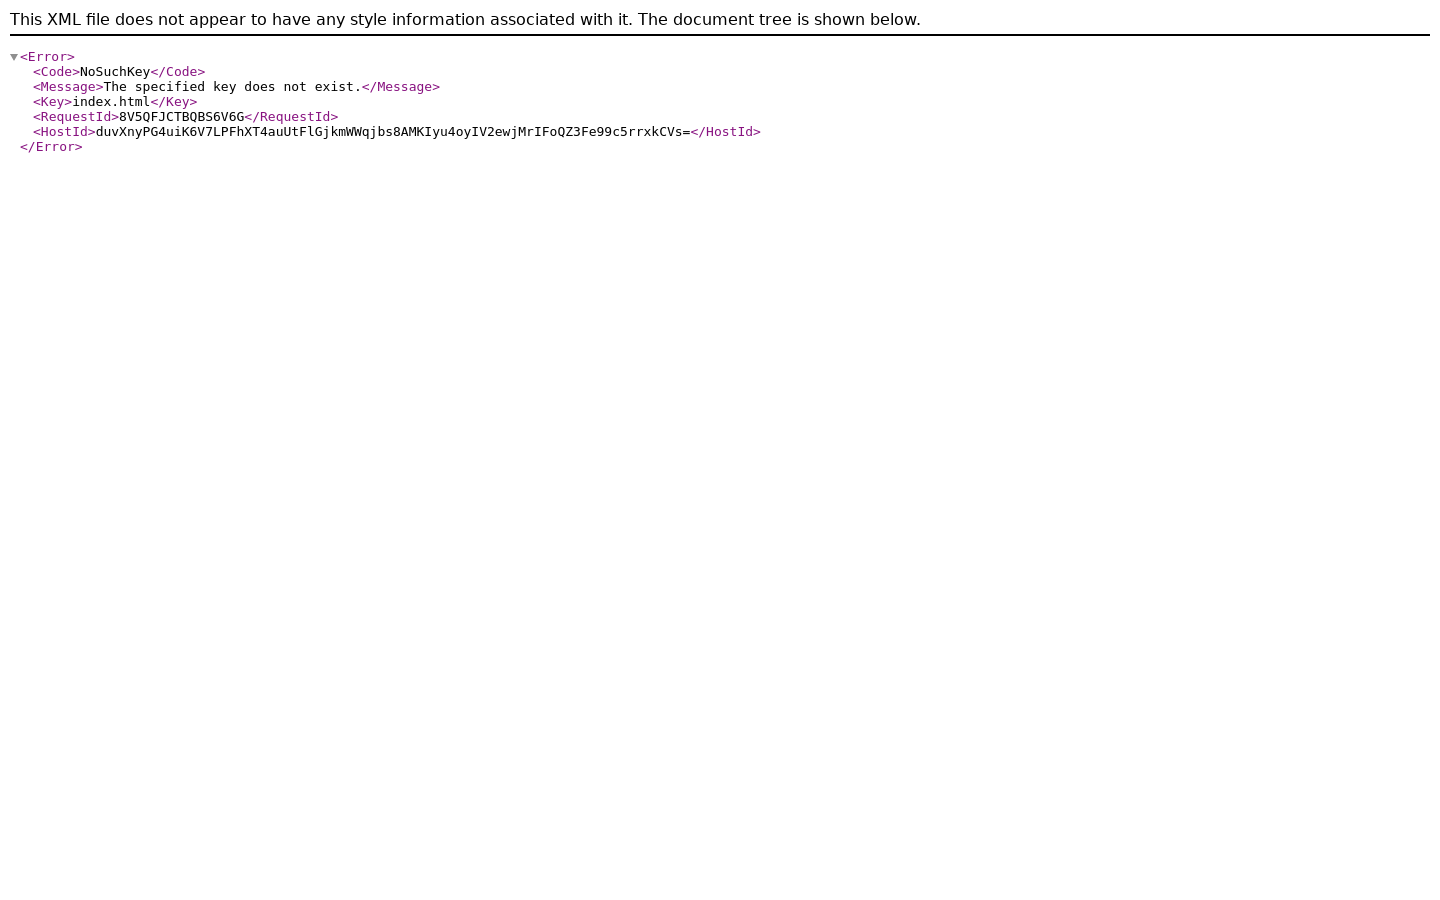 This XML file does not appear to have any style information associated with it. The document tree is shown below.
<Error>
<Code>NoSuchKey</Code>
<Message>The specified key does not exist.</Message>
<Key>index.html</Key>
<RequestId>8V5QFJCTBQBS6V6G</RequestId>
<HostId>duvXnyPG4uiK6V7LPFhXT4auUtFlGjkmWWqjbs8AMKIyu4oyIV2ewjMrIFoQZ3Fe99c5rrxkCVs=</HostId>
</Error>